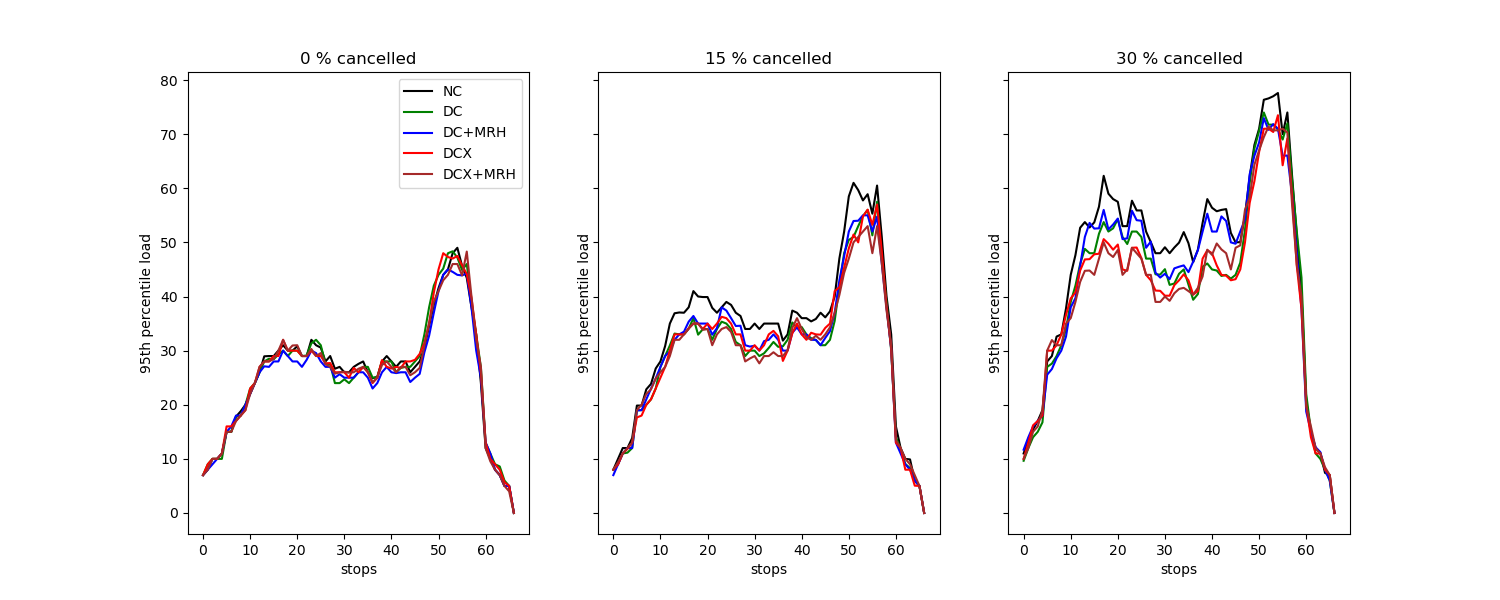 0 % cancelled
15 % cancelled
30 % cancelled
95th percentile load
80
70
60
50
40
30
20
10
0
NC
DC
DC+MRH
DCX
DCX+MRH
0 10 20 30 40 50 60
stops
95th percentile load
0 10 20 30 40 50 60
stops
95th percentile load
0 10 20 30 40 50 60
stops